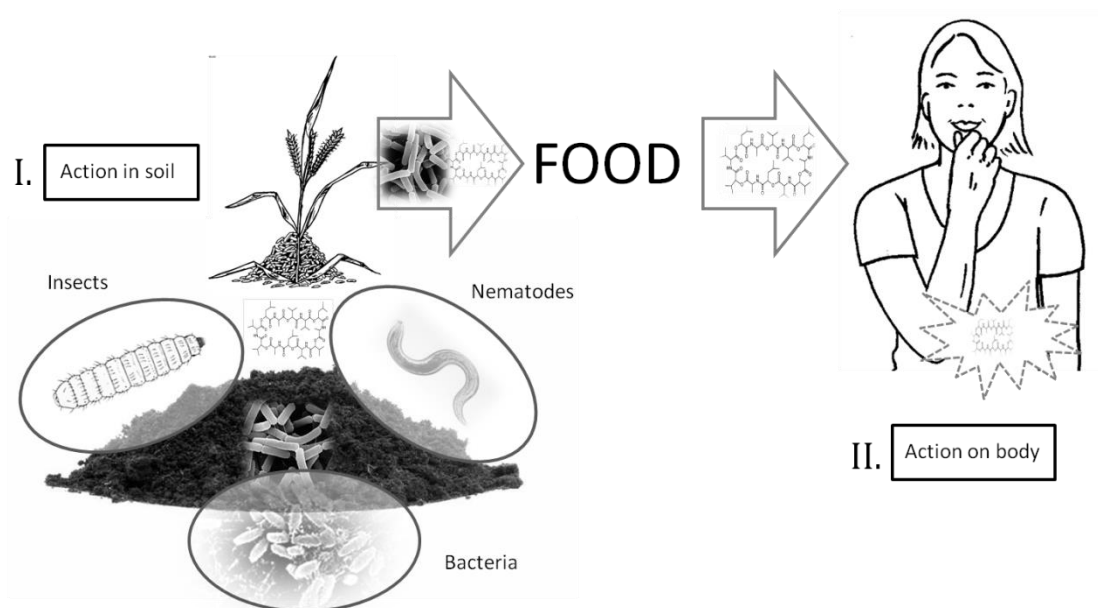 I. Action in soil
FOOD
Insects
Nematodes
II. Action on body
Bacteria